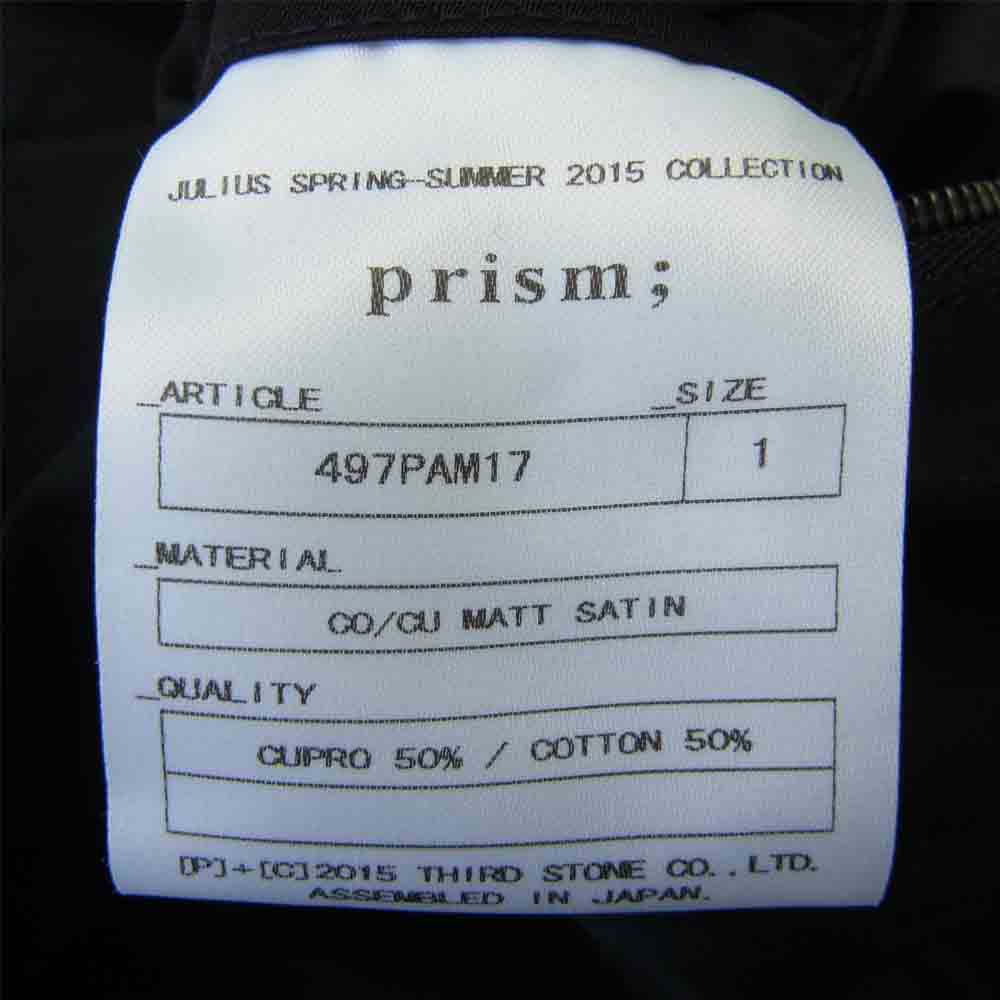 JULIUS SPRING-SUMMER 2015 COLLECTION
prism;
_ARTICLE _SIZE
497PAM17 1
_MATERIAL
CO/CU MATT SATIN
_QUALITY
CUPRO 50% / COTTON 50%
[P]+[C]2015 THIRD STONE CO.,LTD.
ASSEMBLED IN JAPAN.